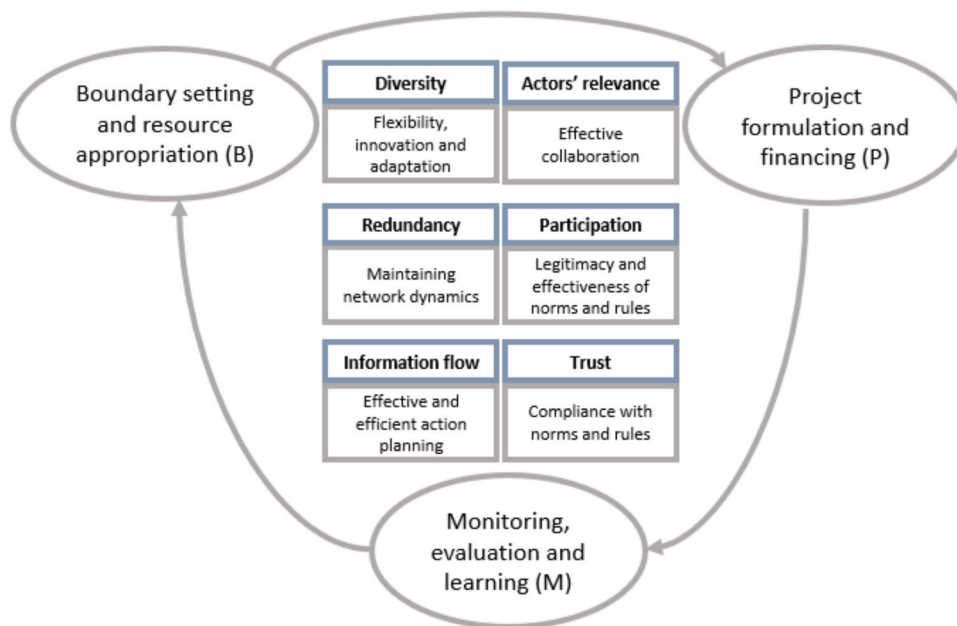 Boundary setting
and resource
appropriation (B)
Project
formulation and
financing (P)
Diversity
Flexibility,
innovation and
adaptation
Actors’ relevance
Effective
collaboration
Redundancy
Maintaining
network dynamics
Participation
Legitimacy and
effectiveness of
norms and rules
Information flow
Effective and
efficient action
planning
Trust
Compliance with
norms and rules
Monitoring,
evaluation and
learning (M)